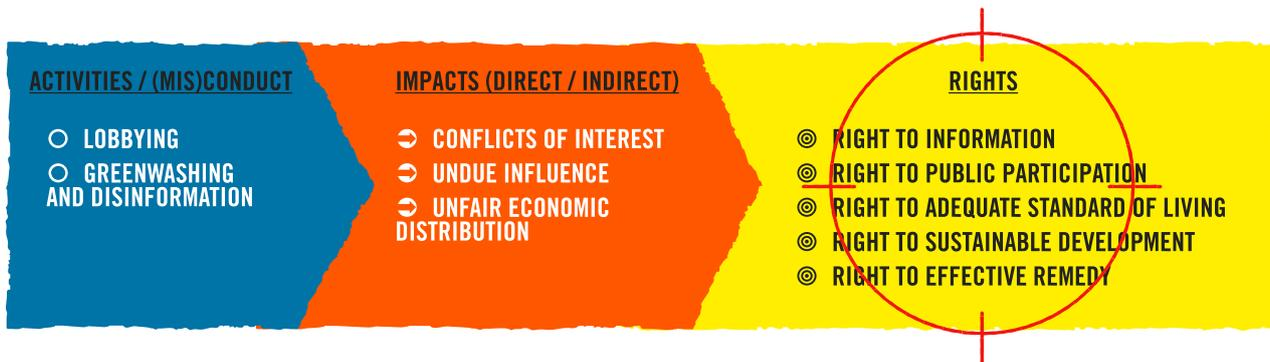 ACTIVITIES / (MIS)CONDUCT
LOBBYING
GREENWASHING
AND DISINFORMATION
IMPACTS (DIRECT / INDIRECT)
CONFLICTS OF INTEREST
UNDUE INFLUENCE
UNFAIR ECONOMIC
DISTRIBUTION
RIGHTS
RIGHT TO INFORMATION
RIGHT TO PUBLIC PARTICIPATION
RIGHT TO ADEQUATE STANDARD OF LIVING
RIGHT TO SUSTAINABLE DEVELOPMENT
RIGHT TO EFFECTIVE REMEDY